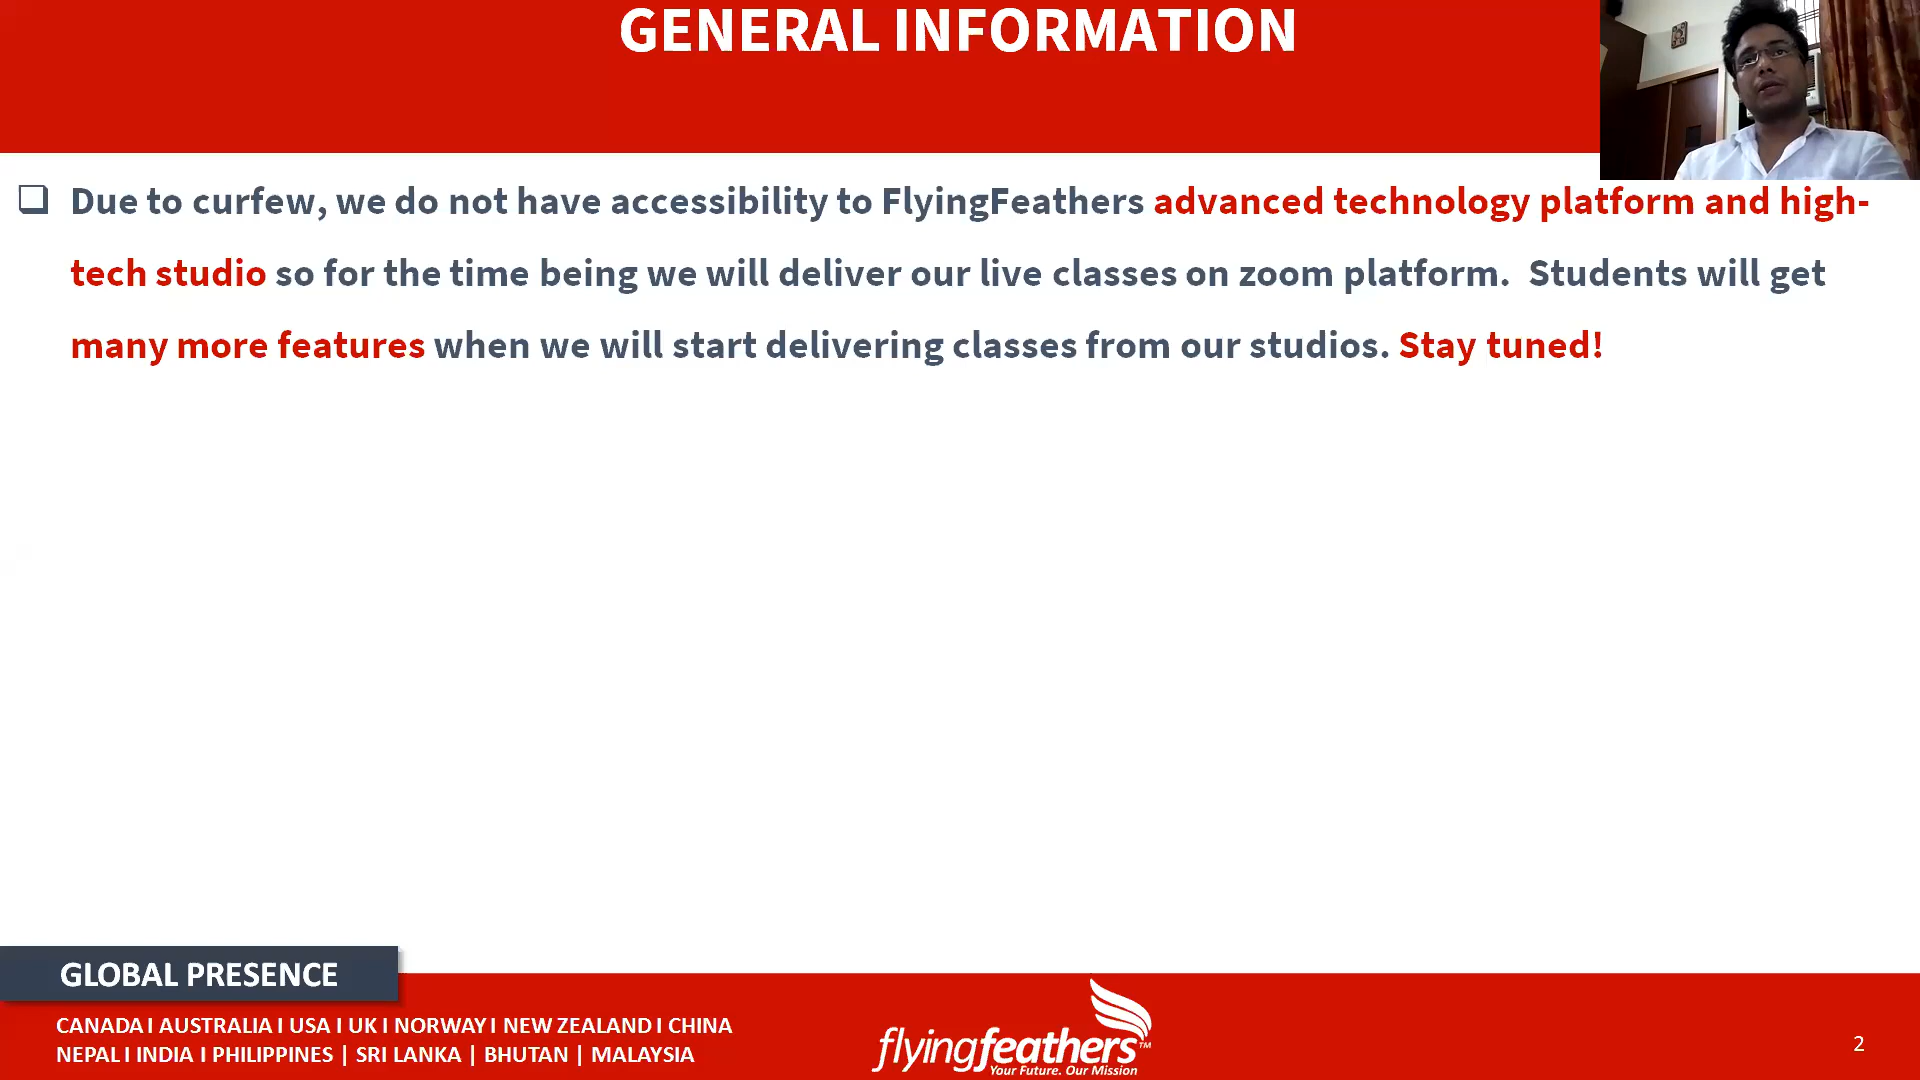 GENERAL INFORMATION
Due to curfew, we do not have accessibility to FlyingFeathers advanced technology platform and high-
tech studio so for the time being we will deliver our live classes on zoom platform. Students will get
many more features when we will start delivering classes from our studios. Stay tuned!
GLOBAL PRESENCE
CANADA I AUSTRALIA I USA I UK I NORWAY I NEW ZEALAND I CHINA
NEPAL I INDIA I PHILIPPINES | SRI LANKA | BHUTAN | MALAYSIA
flyingfeathers™
Your Future. Our Mission
2